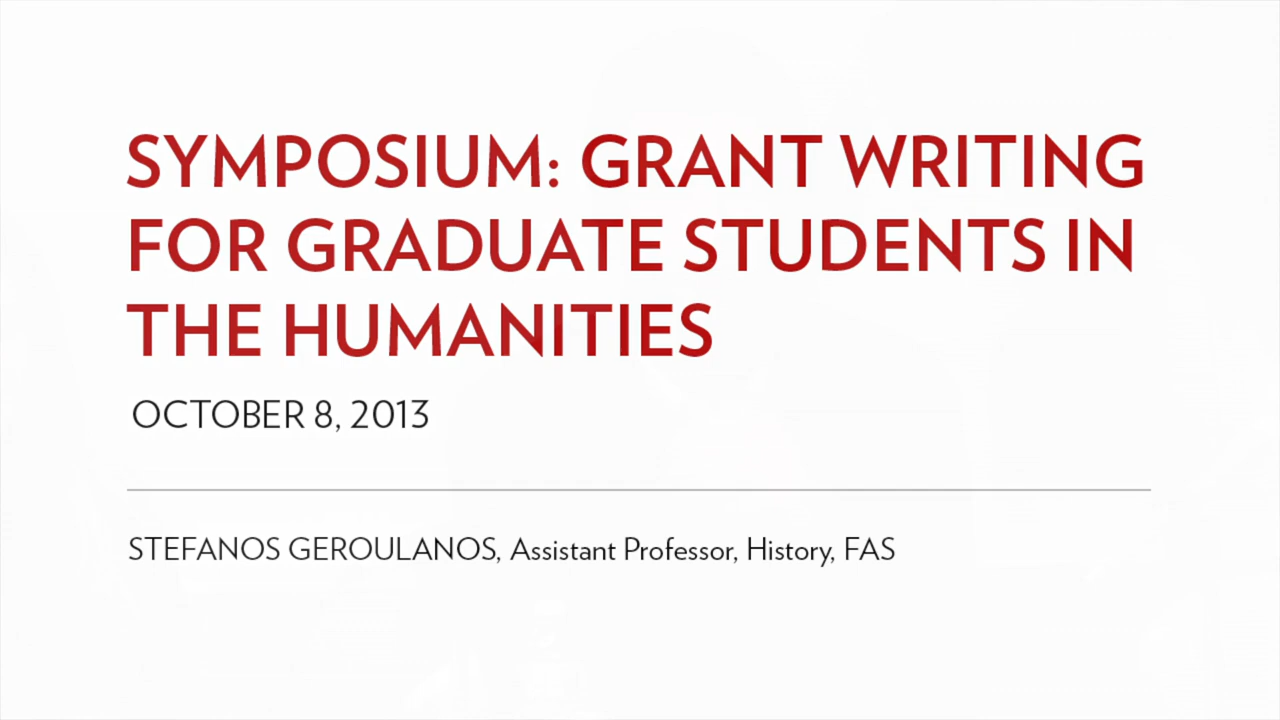 SYMPOSIUM: GRANT WRITING
FOR GRADUATE STUDENTS IN
THE HUMANITIES
OCTOBER 8, 2013
STEFANOS GEROULANOS, Assistant Professor, History, FAS